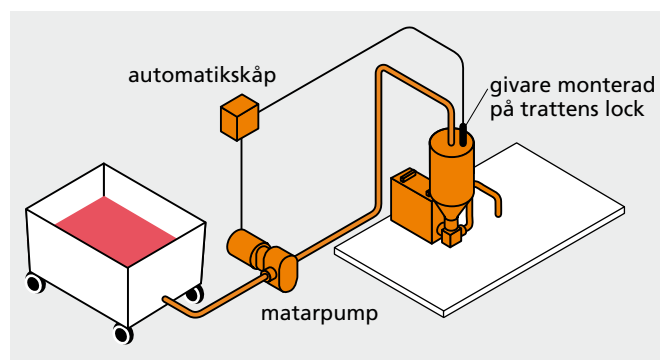 automatikskåp
givare monterad
på trattens lock
matarpump